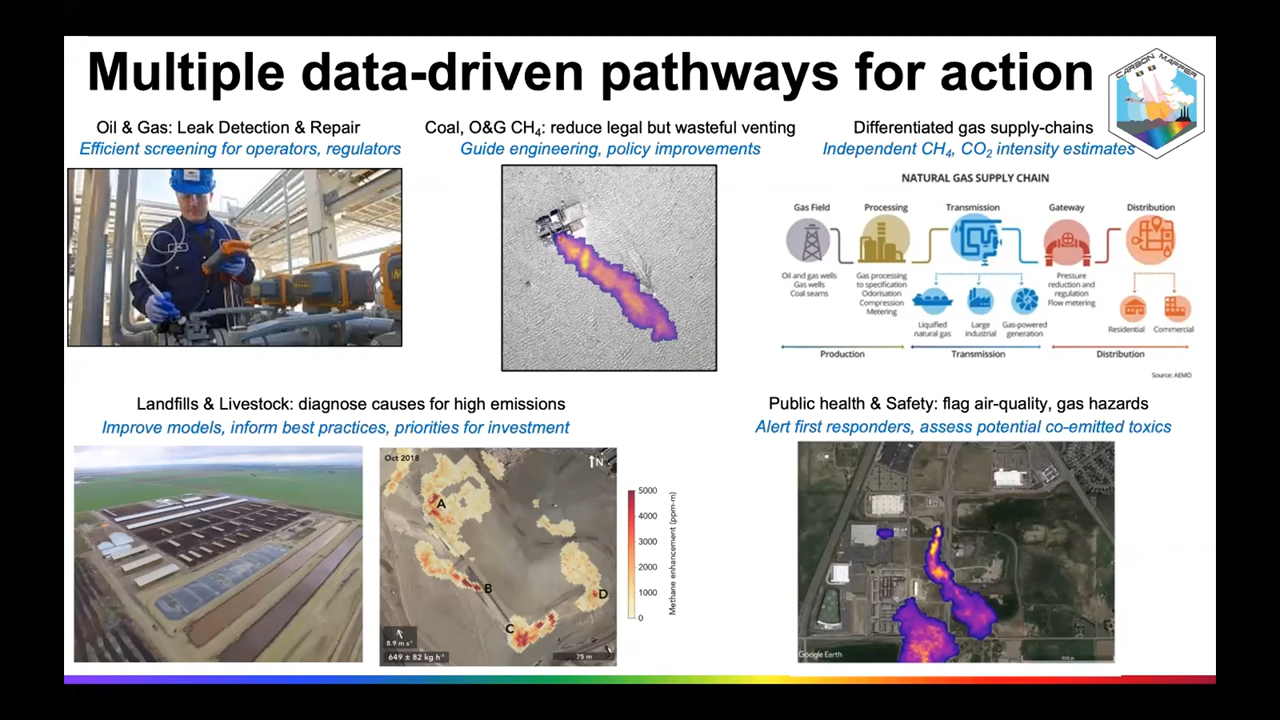 Multiple data-driven pathways for action
CARBON MAPPER
Oil & Gas: Leak Detection & Repair
Efficient screening for operators, regulators
Coal, O&G CH₄: reduce legal but wasteful venting
Guide engineering, policy improvements
Differentiated gas supply-chains
Independent CH₄, CO₂ intensity estimates
NATURAL GAS SUPPLY CHAIN
Gas Field
Processing
Transmission
Gateway
Distribution
Oil and gas wells
Gas wells
Coal seams
Gas processing
to specification
Odorisation
Compression
Metering
Pressure
reduction and
regulation
Flow metering
Liquified
natural gas
Large
industrial
Gas-powered
generation
Residential
Commercial
Production
Transmission
Distribution
Source: AEMO
Landfills & Livestock: diagnose causes for high emissions
Improve models, inform best practices, priorities for investment
Oct 2018
N
A
B
C
D
8.9 m s⁻¹
649 ± 82 kg h⁻¹
75 m
5000
4000
3000
2000
1000
0
Methane enhancement (ppm-m)
Public health & Safety: flag air-quality, gas hazards
Alert first responders, assess potential co-emitted toxics
Google Earth